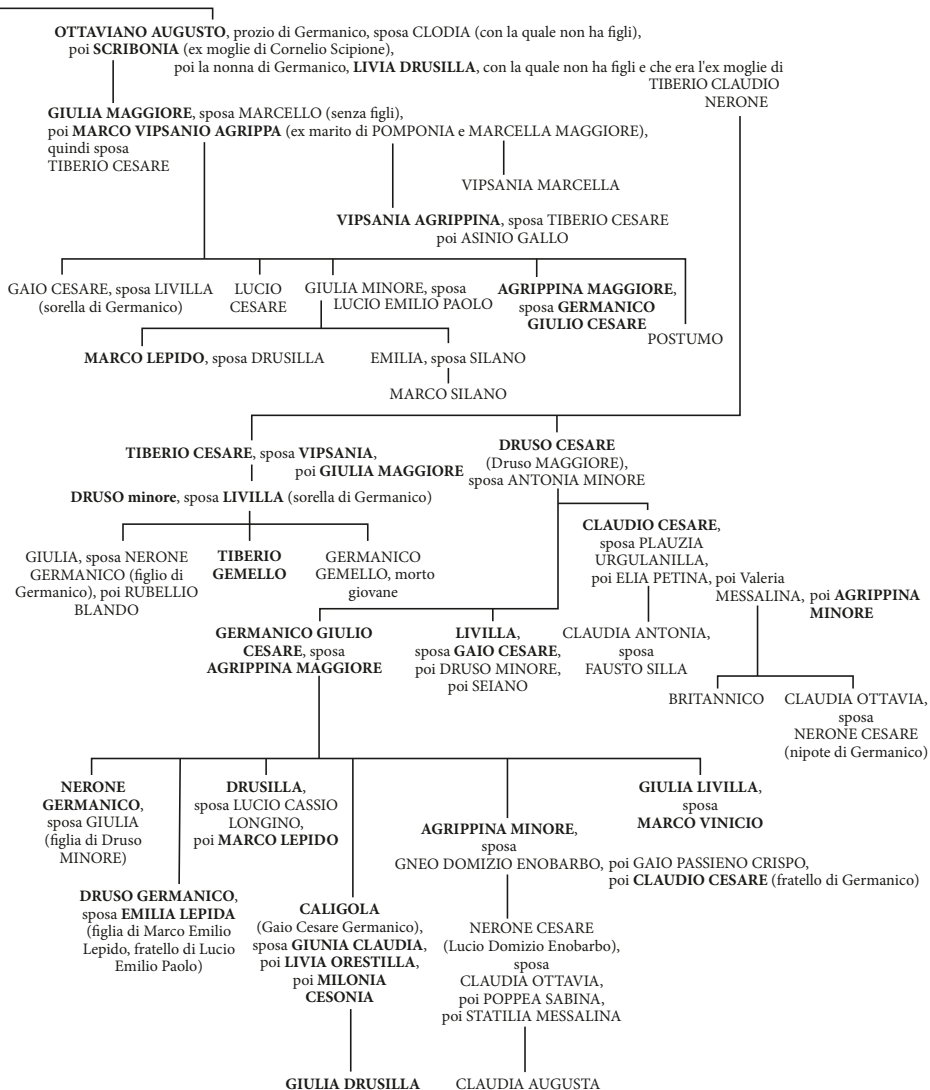 OTTAVIANO AUGUSTO, prozio di Germanico, sposa CLODIA (con la quale non ha figli),
poi SCRIBONIA (ex moglie di Cornelio Scipione),
poi la nonna di Germanico, LIVIA DRUSILLA, con la quale non ha figli e che era l'ex moglie di
TIBERIO CLAUDIO
NERONE
GIULIA MAGGIORE, sposa MARCELLO (senza figli),
poi MARCO VIPSANIO AGRIPPA (ex marito di POMPONIA e MARCELLA MAGGIORE),
quindi sposa
TIBERIO CESARE
VIPSANIA MARCELLA
VIPSANIA AGRIPPINA, sposa TIBERIO CESARE
poi ASINIO GALLO
GAIO CESARE, sposa LIVILLA
(sorella di Germanico)
LUCIO
CESARE
GIULIA MINORE, sposa
LUCIO EMILIO PAOLO
AGRIPPINA MAGGIORE,
sposa GERMANICO
GIULIO CESARE
POSTUMO
MARCO LEPIDO, sposa DRUSILLA
EMILIA, sposa SILANO
MARCO SILANO
TIBERIO CESARE, sposa VIPSANIA,
poi GIULIA MAGGIORE
DRUSO CESARE
(Druso MAGGIORE),
sposa ANTONIA MINORE
DRUSO minore, sposa LIVILLA (sorella di Germanico)
GIULIA, sposa NERONE
GERMANICO (figlio di
Germanico), poi RUBELLIO
BLANDO
TIBERIO
GEMELLO
GERMANICO
GEMELLO, morto
giovane
CLAUDIO CESARE,
sposa PLAUZIA
URGULANILLA,
poi ELIA PETINA, poi Valeria
MESSALINA, poi AGRIPPINA
MINORE
GERMANICO GIULIO
CESARE, sposa
AGRIPPINA MAGGIORE
LIVILLA,
sposa GAIO CESARE,
poi DRUSO MINORE,
poi SEIANO
CLAUDIA ANTONIA,
sposa
FAUSTO SILLA
BRITANNICO
CLAUDIA OTTAVIA,
sposa
NERONE CESARE
(nipote di Germanico)
NERONE
GERMANICO,
sposa GIULIA
(figlia di Druso
MINORE)
DRUSILLA,
sposa LUCIO CASSIO
LONGINO,
poi MARCO LEPIDO
AGRIPPINA MINORE,
sposa
GNEO DOMIZIO ENOBARBO, poi GAIO PASSIENO CRISPO,
poi CLAUDIO CESARE (fratello di Germanico)
GIULIA LIVILLA,
sposa
MARCO VINICIO
DRUSO GERMANICO,
sposa EMILIA LEPIDA
(figlia di Marco Emilio
Lepido, fratello di Lucio
Emilio Paolo)
CALIGOLA
(Gaio Cesare Germanico),
sposa GIUNIA CLAUDIA,
poi LIVIA ORESTILLA,
poi MILONIA
CESONIA
NERONE CESARE
(Lucio Domizio Enobarbo),
sposa
CLAUDIA OTTAVIA,
poi POPPEA SABINA,
poi STATILIA MESSALINA
GIULIA DRUSILLA
CLAUDIA AUGUSTA